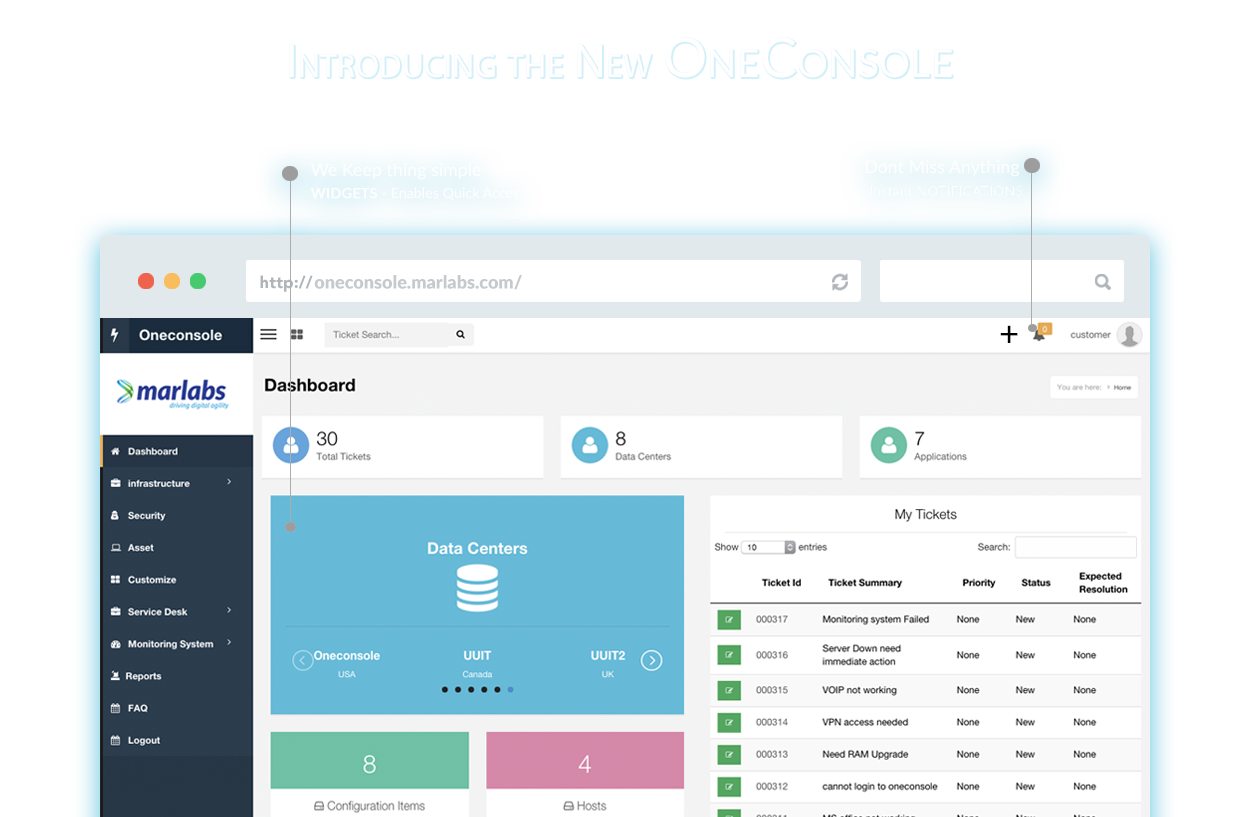 Introducing the New OneConsole
We Keep thing simple
Dont Miss Anything
WIDGETS - Enables Quick
NOTIFICATIONS
http://oneconsole.marlabs.com/
Oneconsole
Ticket Search...
0
customer
marlabs
driving digital agility
Dashboard
You are here: > Home
30
Total Tickets
8
Data Centers
7
Applications
Dashboard
infrastructure
Security
Asset
Customize
Service Desk
Monitoring System
Reports
FAQ
Logout
Data Centers
Oneconsole UUIT UUIT2
USA Canada UK
8
Configuration Items
4
Hosts
My Tickets
Show 10 entries Search:
Ticket Id Ticket Summary Priority Status Expected
Resolution
000317 Monitoring system Failed None New None
000316 Server Down need
immediate action None New None
000315 VOIP not working None New None
000314 VPN access needed None New None
000313 Need RAM Upgrade None New None
000312 cannot login to oneconsole None New None